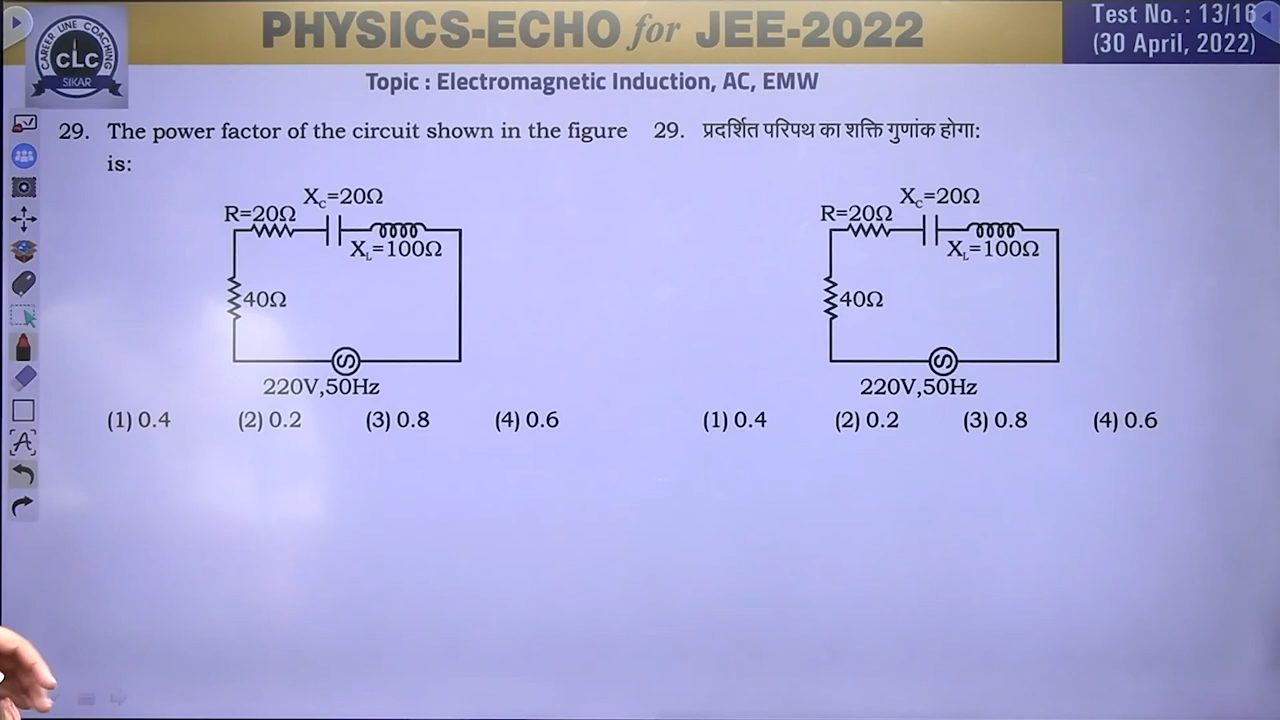 PHYSICS-ECHO for JEE-2022
Test No. : 13/16
(30 April, 2022)
CAREER LINE COACHING
CLC
SIKAR
Topic : Electromagnetic Induction, AC, EMW
29. The power factor of the circuit shown in the figure
is:
X_C=20Ω
R=20Ω
X_L=100Ω
40Ω
220V,50Hz
(1) 0.4 (2) 0.2 (3) 0.8 (4) 0.6
29. प्रदर्शित परिपथ का शक्ति गुणांक होगा:
X_C=20Ω
R=20Ω
X_L=100Ω
40Ω
220V,50Hz
(1) 0.4 (2) 0.2 (3) 0.8 (4) 0.6